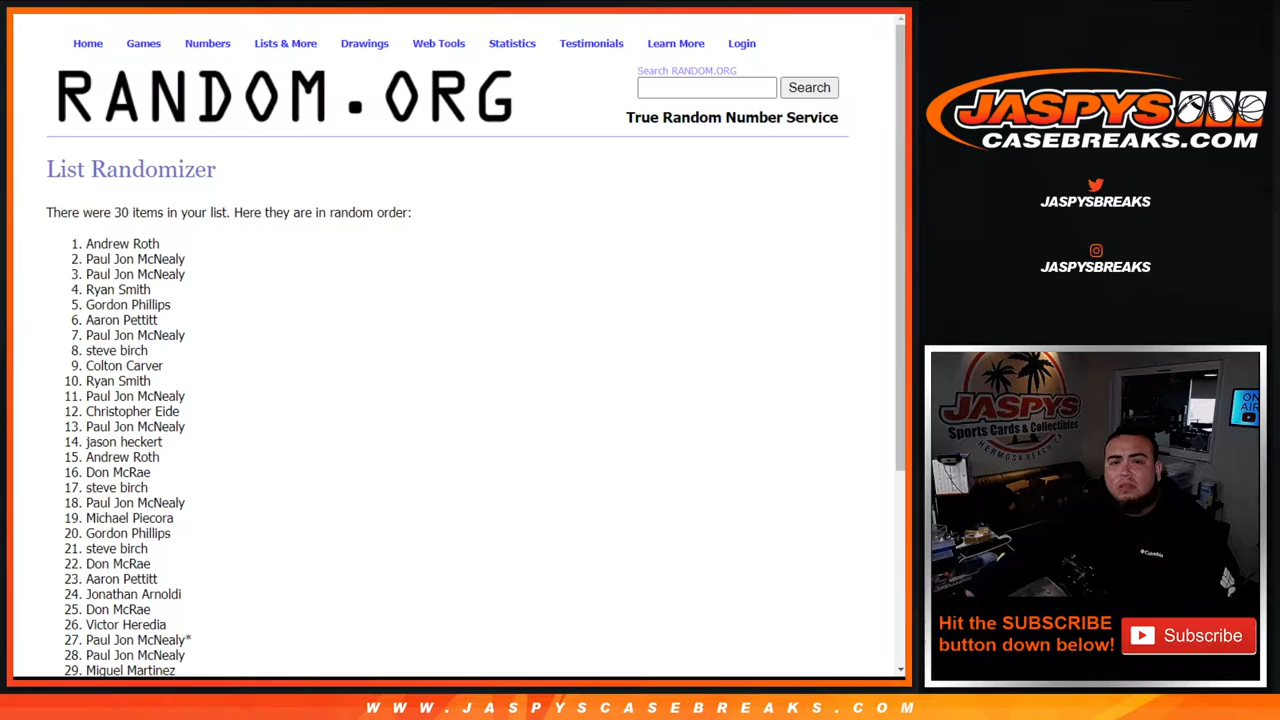 Home Games Numbers Lists & More Drawings Web Tools Statistics Testimonials Learn More Login
RANDOM.ORG
Search RANDOM.ORG
Search
True Random Number Service
List Randomizer
There were 30 items in your list. Here they are in random order:
1. Andrew Roth
2. Paul Jon McNealy
3. Paul Jon McNealy
4. Ryan Smith
5. Gordon Phillips
6. Aaron Pettitt
7. Paul Jon McNealy
8. steve birch
9. Colton Carver
10. Ryan Smith
11. Paul Jon McNealy
12. Christopher Eide
13. Paul Jon McNealy
14. jason heckert
15. Andrew Roth
16. Don McRae
17. steve birch
18. Paul Jon McNealy
19. Michael Piecora
20. Gordon Phillips
21. steve birch
22. Don McRae
23. Aaron Pettitt
24. Jonathan Arnoldi
25. Don McRae
26. Victor Heredia
27. Paul Jon McNealy*
28. Paul Jon McNealy
29. Miguel Martinez
JASPYS
CASEBREAKS.COM
JASPYSBREAKS
JASPYSBREAKS
JASPYS
Sports Cards & Collectibles
HERMOSA BEACH, CA
ON
AIR
Columbia
Hit the SUBSCRIBE
button down below!
Subscribe
WWW.JASPYSCASEBREAKS.COM